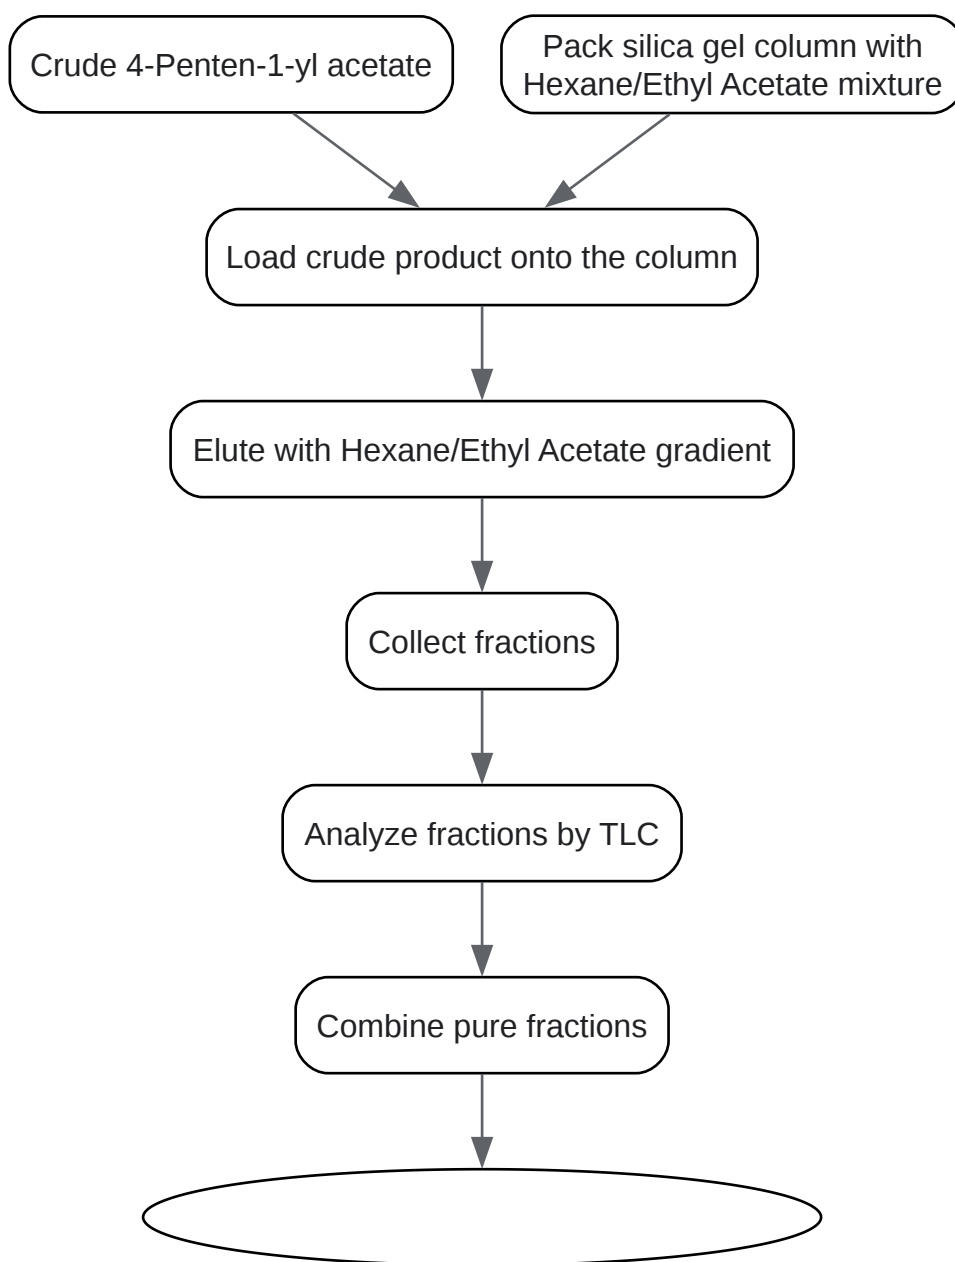 Crude 4-Penten-1-yl acetate
Pack silica gel column with
Hexane/Ethyl Acetate mixture
Load crude product onto the column
Elute with Hexane/Ethyl Acetate gradient
Collect fractions
Analyze fractions by TLC
Combine pure fractions